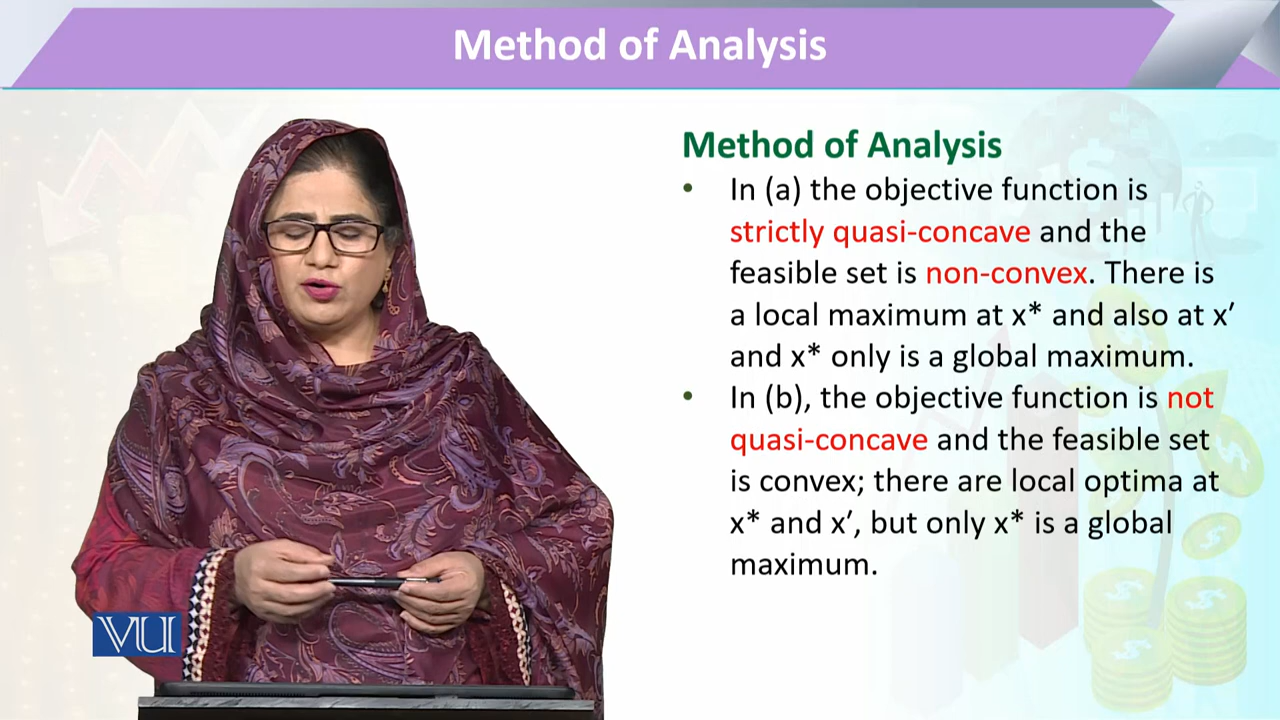 Method of Analysis
Method of Analysis
• In (a) the objective function is
strictly quasi-concave and the
feasible set is non-convex. There is
a local maximum at x* and also at x′
and x* only is a global maximum.
• In (b), the objective function is not
quasi-concave and the feasible set
is convex; there are local optima at
x* and x′, but only x* is a global
maximum.
VU